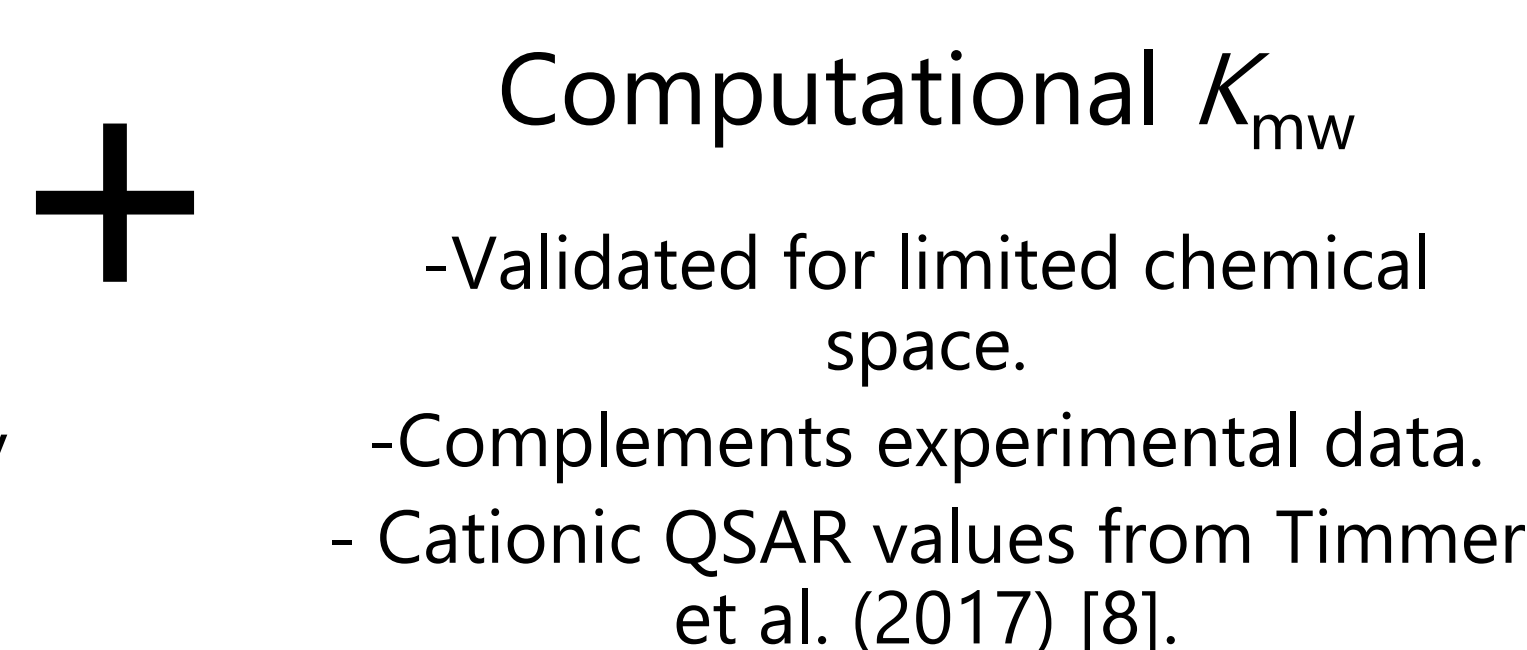 +
Computational Kmw
-Validated for limited chemical
space.
-Complements experimental data.
- Cationic QSAR values from Timmer
et al. (2017) [8].